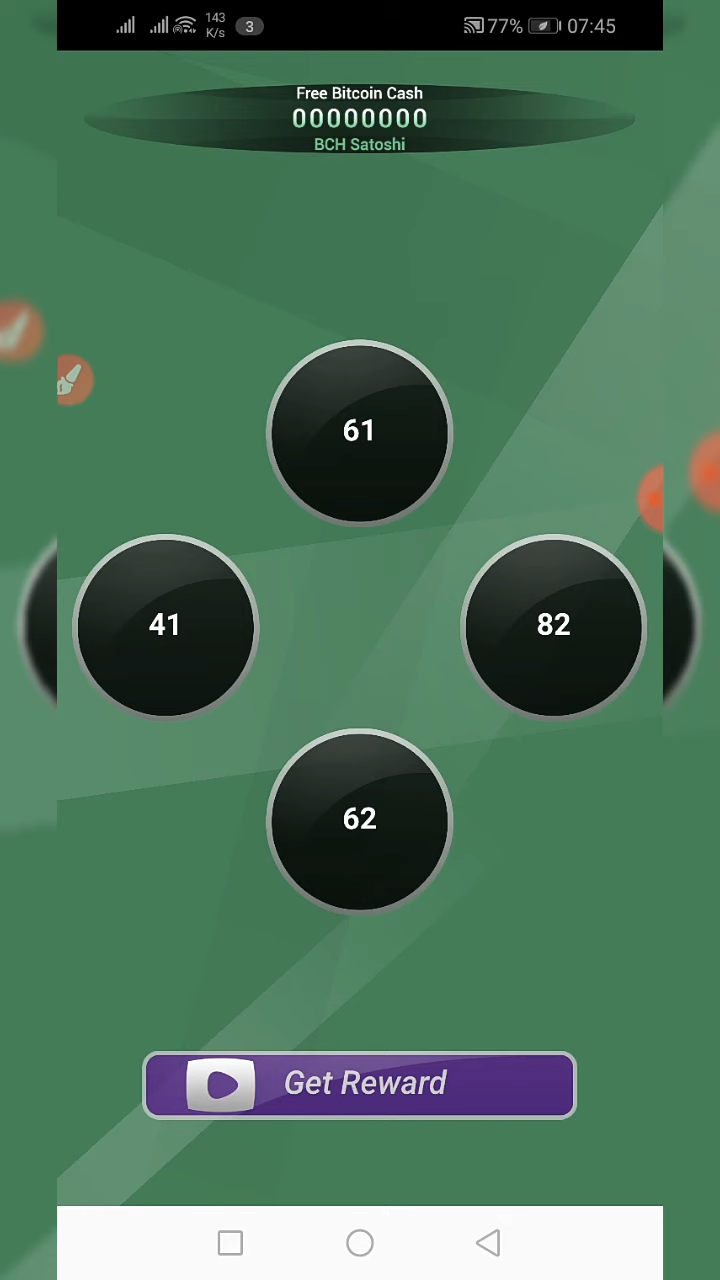 143
K/s
3
77%
07:45
Free Bitcoin Cash
00000000
BCH Satoshi
61
41
82
62
Get Reward